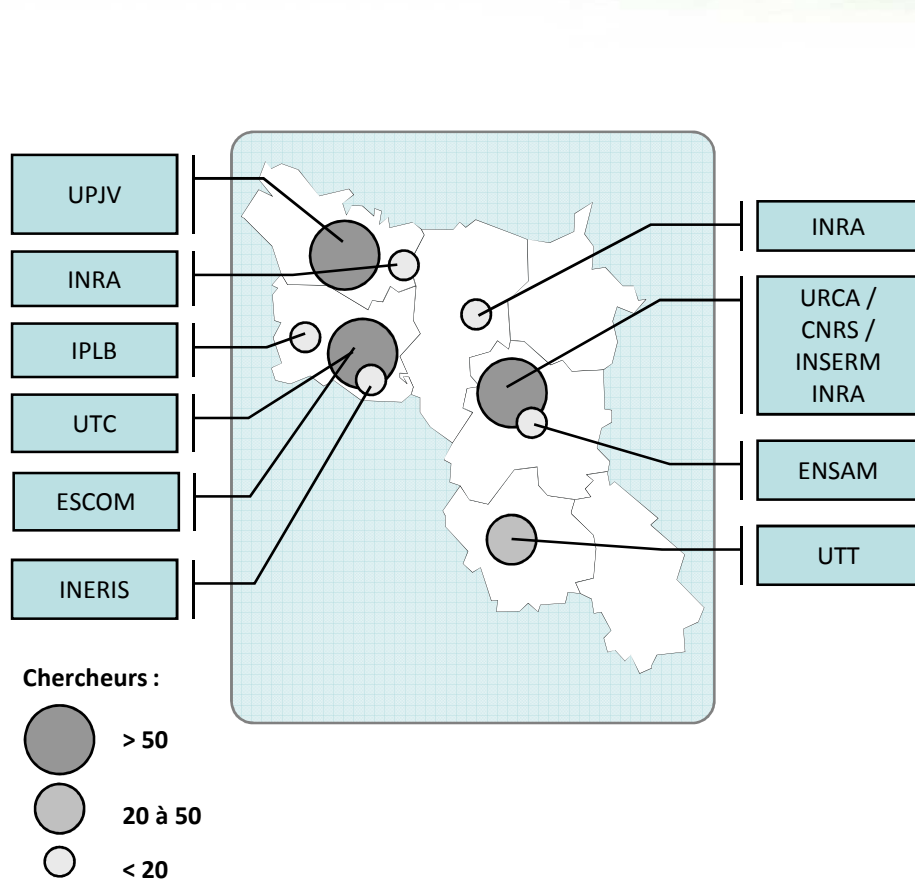 UPJV
INRA
IPLB
UTC
ESCOM
INERIS
INRA
URCA /
CNRS /
INSERM
INRA
ENSAM
UTT
Chercheurs :
> 50
20 à 50
< 20